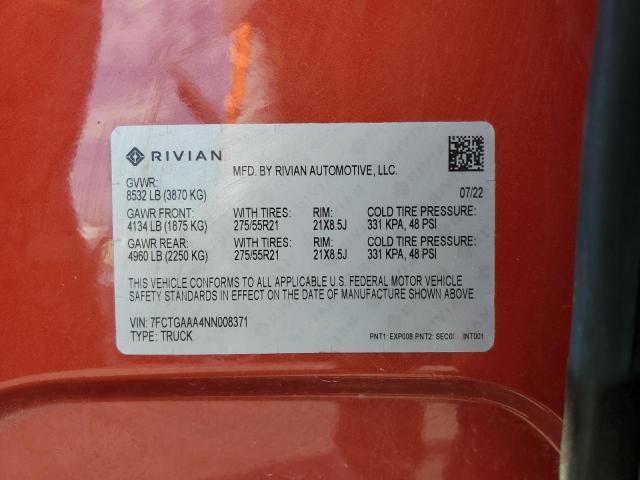 RIVIAN
MFD. BY RIVIAN AUTOMOTIVE, LLC.
GVWR:
8532 LB (3870 KG) 07/22
GAWR FRONT: WITH TIRES: RIM: COLD TIRE PRESSURE:
4134 LB (1875 KG) 275/55R21 21X8.5J 331 KPA, 48 PSI
GAWR REAR: WITH TIRES: RIM: COLD TIRE PRESSURE:
4960 LB (2250 KG) 275/55R21 21X8.5J 331 KPA, 48 PSI
THIS VEHICLE CONFORMS TO ALL APPLICABLE U.S. FEDERAL MOTOR VEHICLE
SAFETY STANDARDS IN EFFECT ON THE DATE OF MANUFACTURE SHOWN ABOVE.
VIN: 7FCTGAAA4NN008371
TYPE: TRUCK PNT1: EXP008 PNT2: INT001